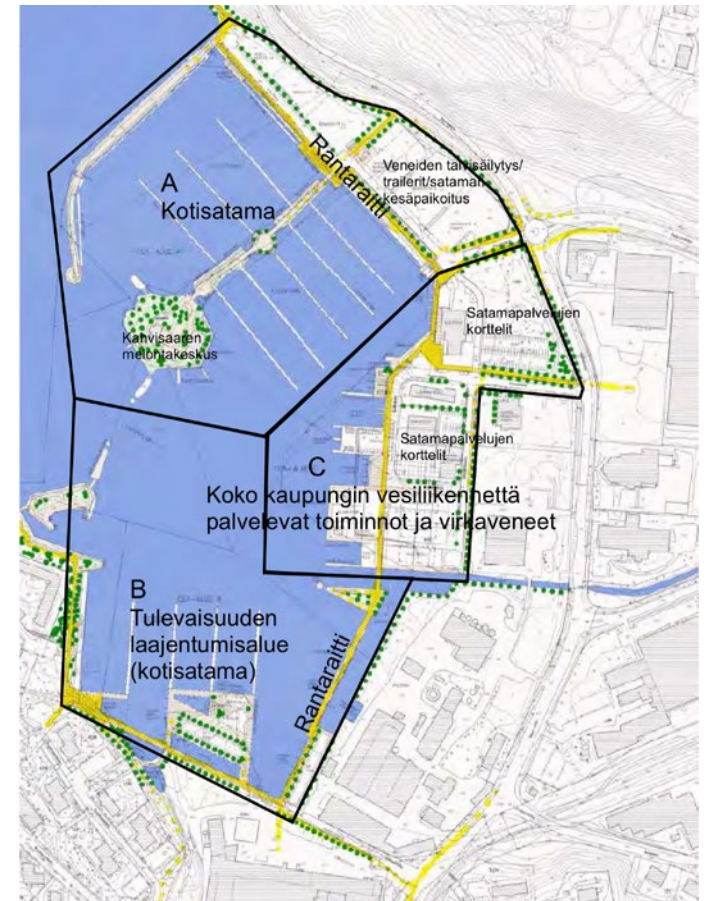 A
Kotisatama
Rantaraitti
Veneiden talvisäilytys/
trailerit/sataman
kesäpaikoitus
Kahvisaaren
melontakeskus
Satamapalvelujen
korttelit
Satamapalvelujen
korttelit
C
Koko kaupungin vesiliikennettä
palvelevat toiminnot ja virkaveneet
B
Tulevaisuuden
laajentumisalue
(kotisatama)
Rantaraitti